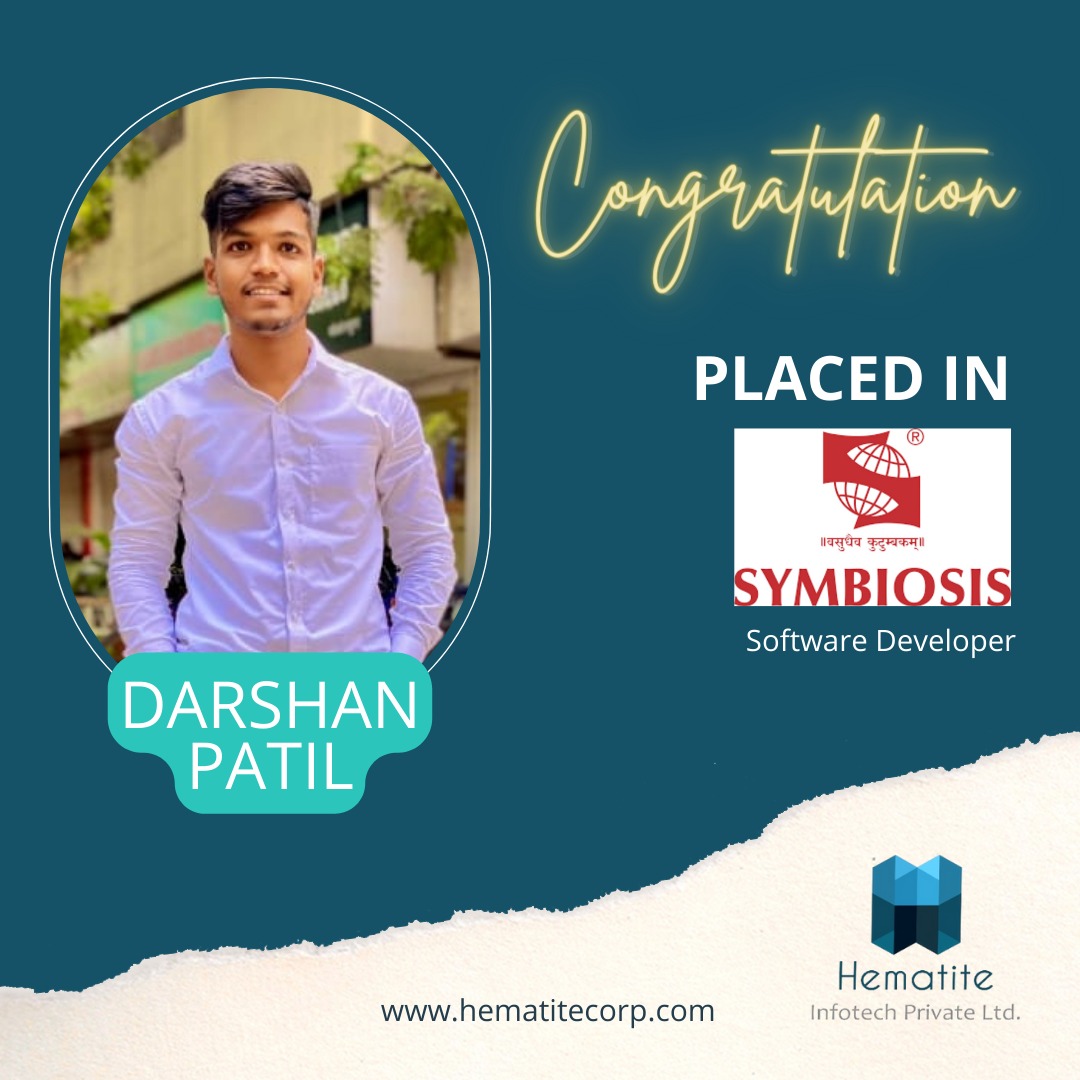 Congratulation
PLACED IN
®
॥वसुधैव कुटुम्बकम्॥
SYMBIOSIS
Software Developer
DARSHAN
PATIL
Hematite
Infotech Private Ltd.
www.hematitecorp.com